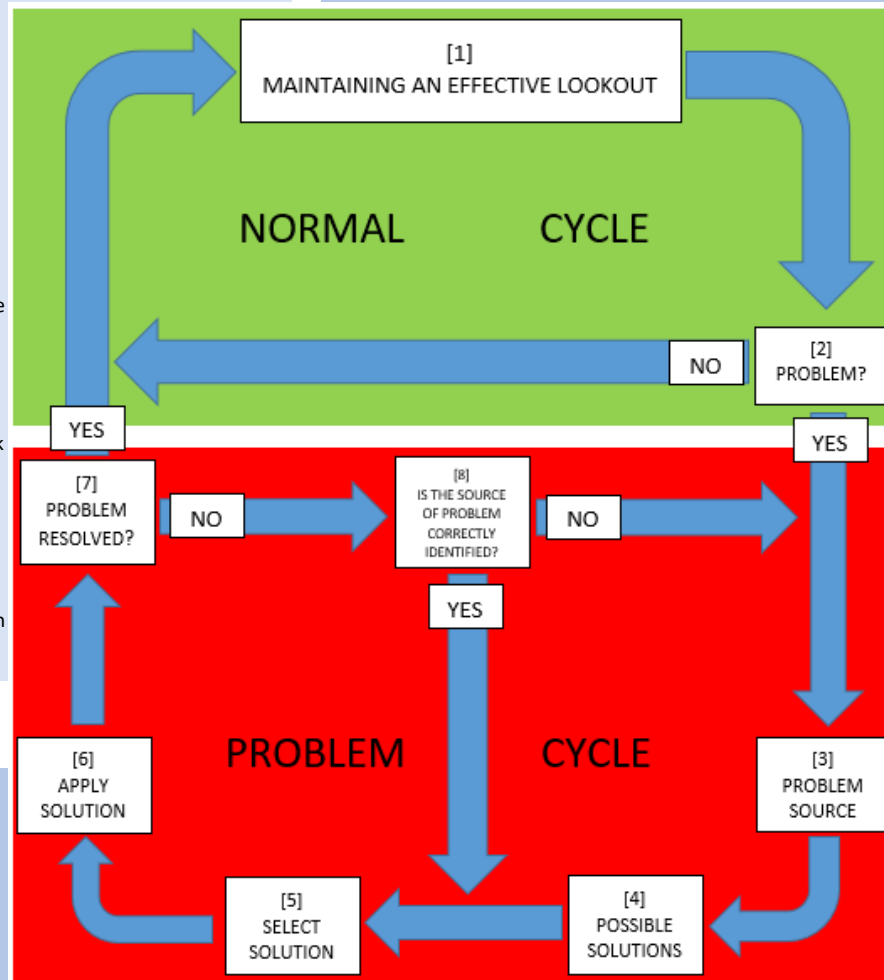 [1]
MAINTAINING AN EFFECTIVE LOOKOUT
NORMAL CYCLE
e
[2]
PROBLEM?
NO
YES
k
YES
[7]
PROBLEM
RESOLVED?
NO
[8]
IS THE SOURCE
OF PROBLEM
CORRECTLY
IDENTIFIED?
NO
YES
n
PROBLEM CYCLE
[6]
APPLY
SOLUTION
[3]
PROBLEM
SOURCE
[5]
SELECT
SOLUTION
[4]
POSSIBLE
SOLUTIONS